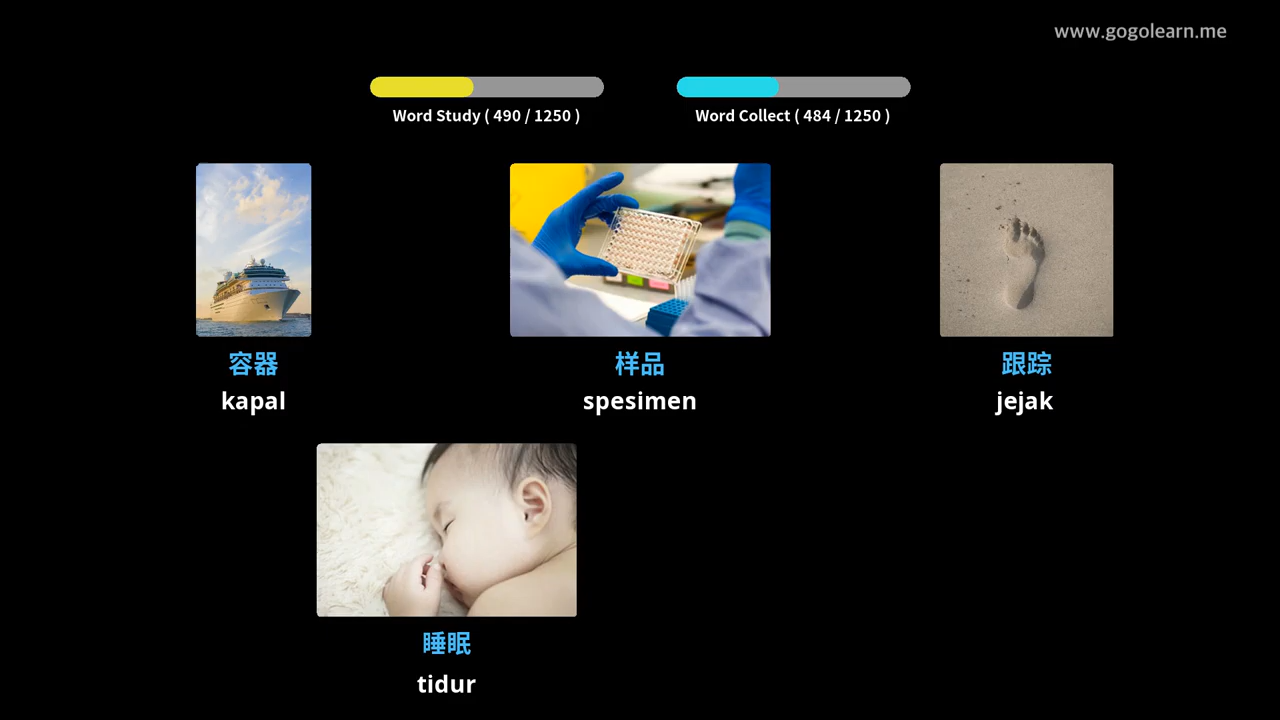 www.gogolearn.me
Word Study ( 490 / 1250 )
Word Collect ( 484 / 1250 )
容器
kapal
样品
spesimen
跟踪
jejak
睡眠
tidur